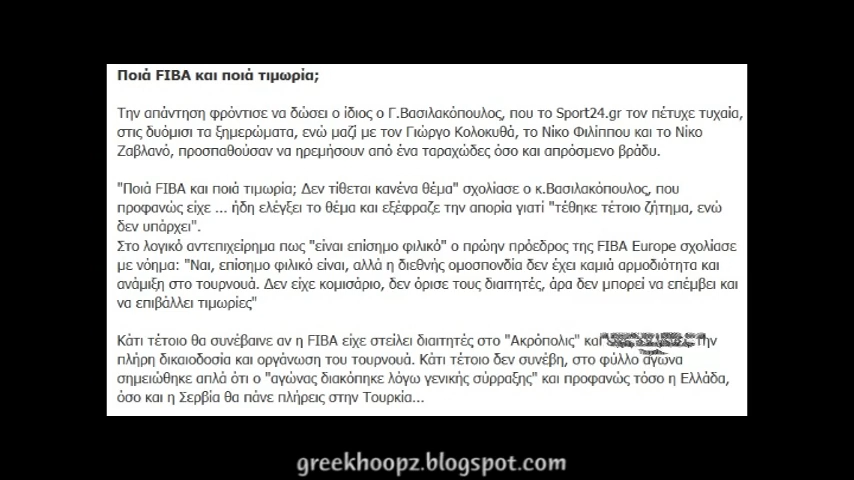 Ποιά FIBA και ποιά τιμωρία;
Την απάντηση φρόντισε να δώσει ο ίδιος ο Γ.Βασιλακόπουλος, που το Sport24.gr τον πέτυχε τυχαία,
στις δυόμισι τα ξημερώματα, ενώ μαζί με τον Γιώργο Κολοκυθά, το Νίκο Φιλίππου και το Νίκο
Ζαβλανό, προσπαθούσαν να ηρεμήσουν από ένα ταραχώδες όσο και απρόσμενο βράδυ.
"Ποιά FIBA και ποιά τιμωρία; Δεν τίθεται κανένα θέμα" σχολίασε ο κ.Βασιλακόπουλος, που
προφανώς είχε ... ήδη ελέγξει το θέμα και εξέφραζε την απορία γιατί "τέθηκε τέτοιο ζήτημα, ενώ
δεν υπάρχει".
Στο λογικό αντεπιχείρημα πως "είναι επίσημο φιλικό" ο πρώην πρόεδρος της FIBA Europe σχολίασε
με νόημα: "Ναι, επίσημο φιλικό είναι, αλλά η διεθνής ομοσπονδία δεν έχει καμιά αρμοδιότητα και
ανάμιξη στο τουρνουά. Δεν είχε κομισάριο, δεν όρισε τους διαιτητές, άρα δεν μπορεί να επέμβει και
να επιβάλλει τιμωρίες"
Κάτι τέτοιο θα συνέβαινε αν η FIBA είχε στείλει διαιτητές στο "Ακρόπολις" και την
πλήρη δικαιοδοσία και οργάνωση του τουρνουά. Κάτι τέτοιο δεν συνέβη, στο φύλλο αγώνα
σημειώθηκε απλά ότι ο "αγώνας διακόπηκε λόγω γενικής σύρραξης" και προφανώς τόσο η Ελλάδα,
όσο και η Σερβία θα πάνε πλήρεις στην Τουρκία...
greekhoopz.blogspot.com